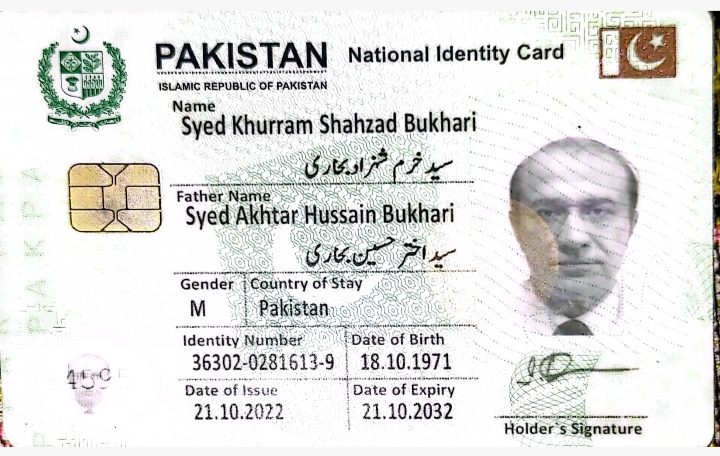 PAKISTAN National Identity Card
ISLAMIC REPUBLIC OF PAKISTAN
Name
Syed Khurram Shahzad Bukhari
سید خرم شہزاد بخاری
Father Name
Syed Akhtar Hussain Bukhari
سید اختر حسین بخاری
Gender Country of Stay
M Pakistan
Identity Number Date of Birth
36302-0281613-9 18.10.1971
Date of Issue Date of Expiry
21.10.2022 21.10.2032
Holder`s Signature